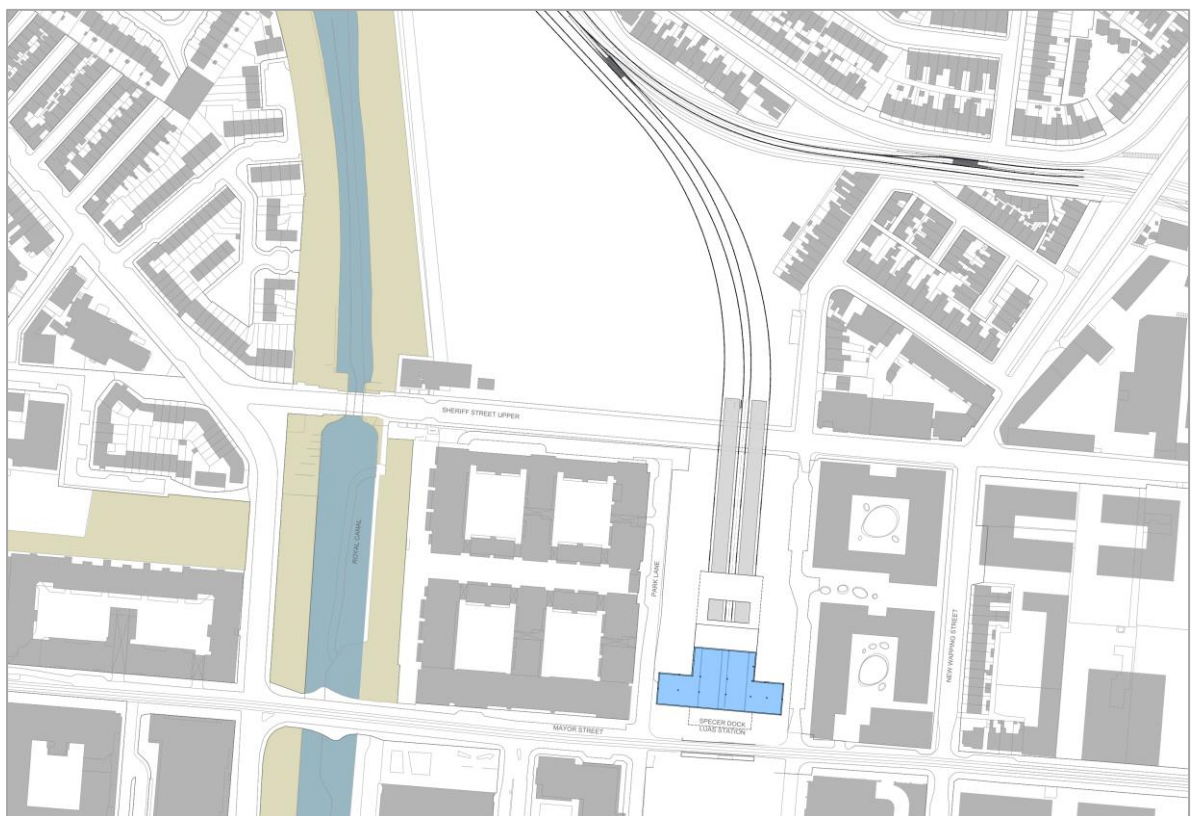 SHERIFF STREET UPPER
ROYAL CANAL
PARK LANE
NEW WAPPING STREET
SPECER DOCK
LUAS STATION
MAYOR STREET